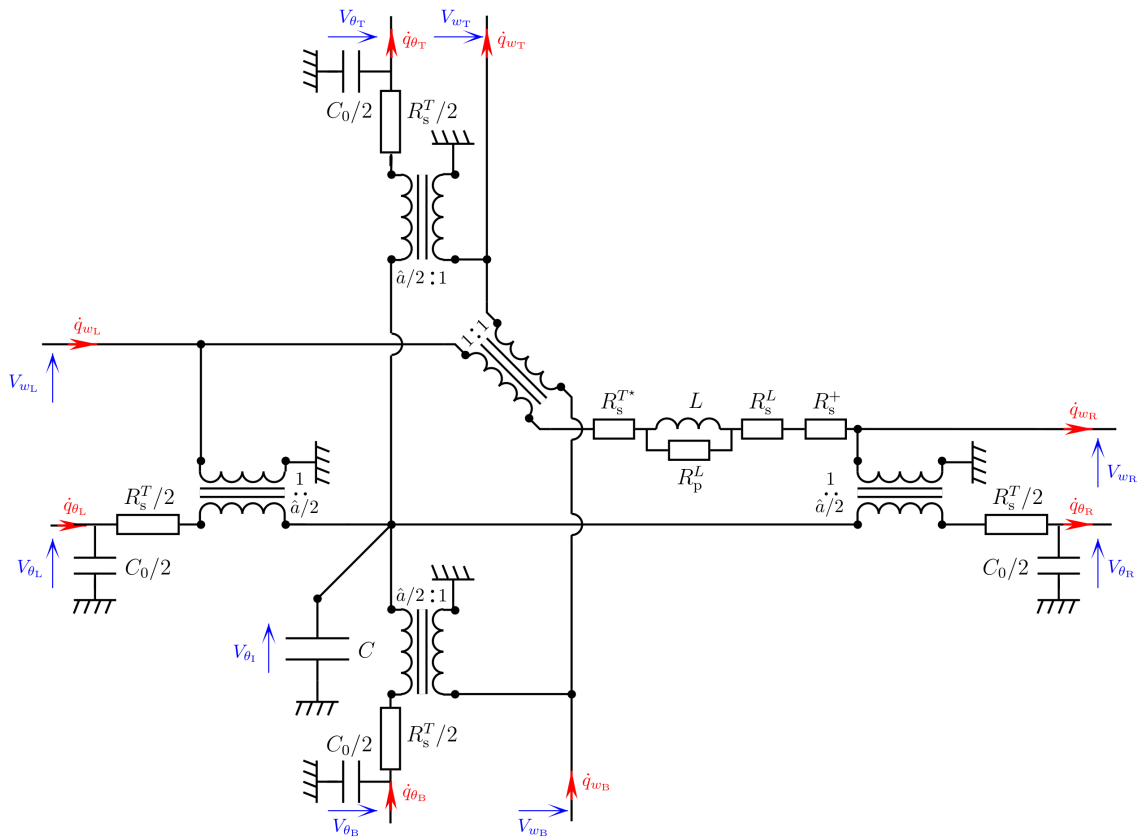 V_{θ_T} q̇_{θ_T} V_{w_T} q̇_{w_T}
C_0/2 R_s^T/2
â/2 : 1
1 : 1
q̇_{w_L}
V_{w_L}
R_s^{T⋆} L R_s^L R_s^+ q̇_{w_R}
R_p^L
V_{w_R}
R_s^T/2 1 : â/2 1 : â/2 R_s^T/2
q̇_{θ_L} q̇_{θ_R}
V_{θ_L} C_0/2 C_0/2 V_{θ_R}
â/2 : 1
V_{θ_I} C
R_s^T/2
C_0/2
q̇_{θ_B} q̇_{w_B}
V_{θ_B} V_{w_B}